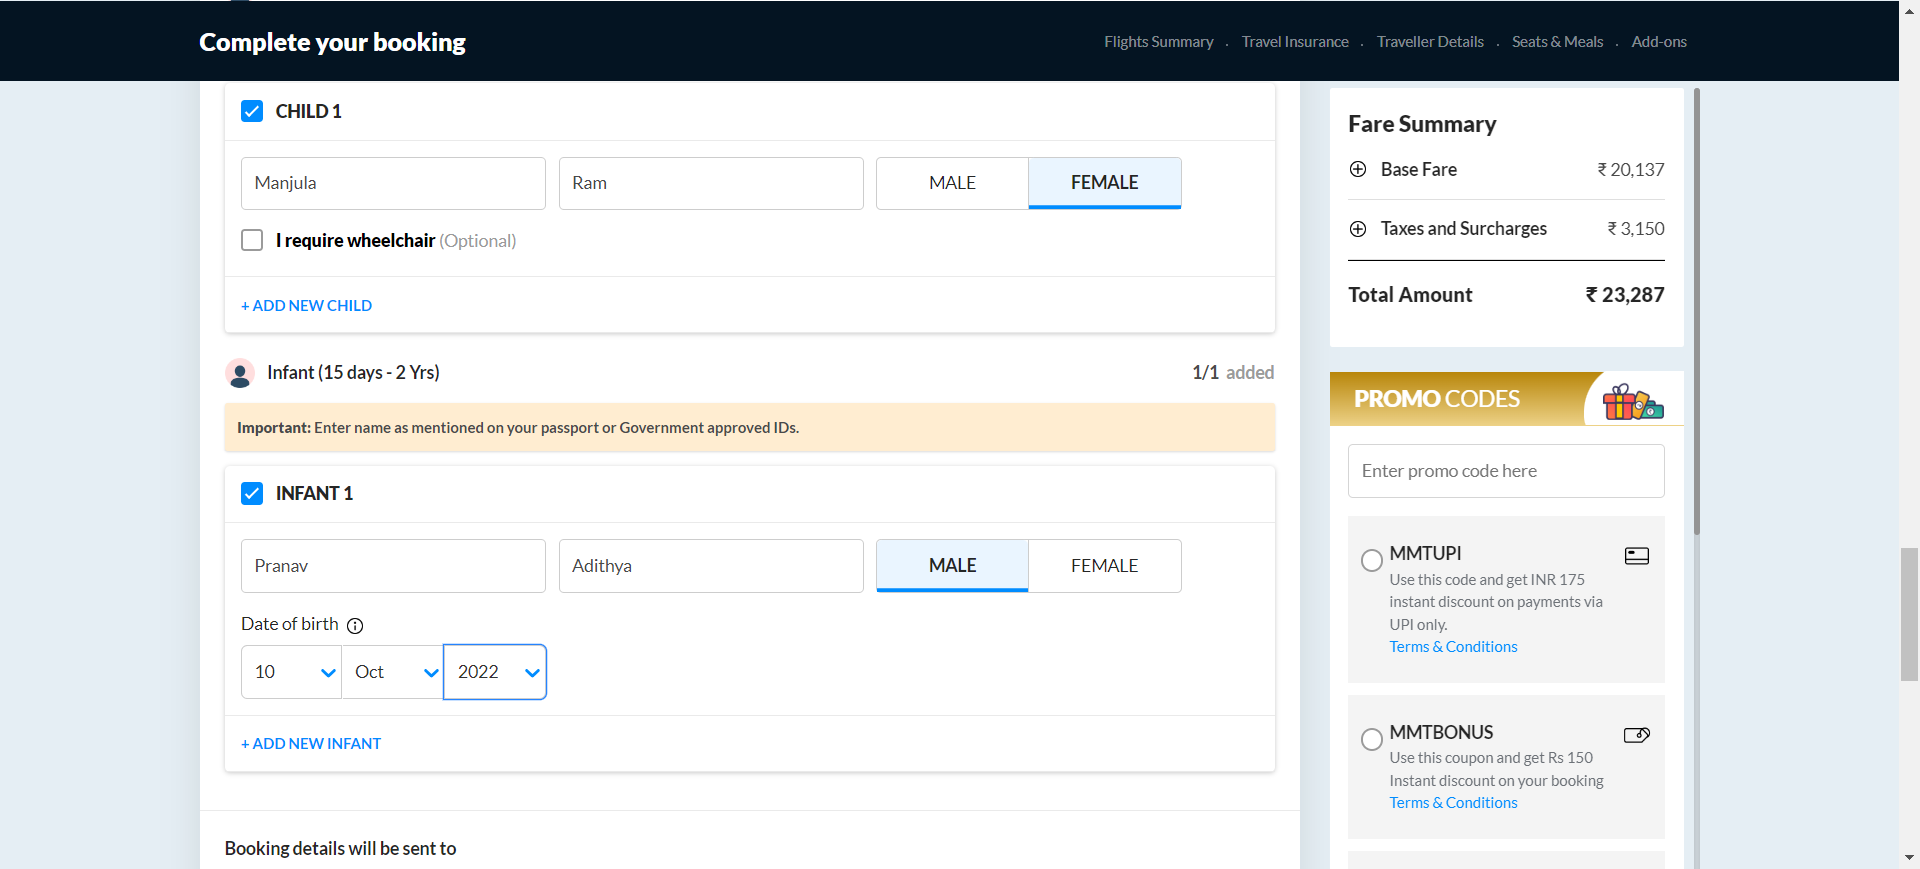 Complete your booking
Flights Summary . Travel Insurance . Traveller Details . Seats & Meals . Add-ons
CHILD 1
Manjula Ram MALE FEMALE
I require wheelchair (Optional)
+ ADD NEW CHILD
Infant (15 days - 2 Yrs) 1/1 added
Important: Enter name as mentioned on your passport or Government approved IDs.
INFANT 1
Pranav Adithya MALE FEMALE
Date of birth
10 Oct 2022
+ ADD NEW INFANT
Booking details will be sent to
Fare Summary
Base Fare ₹ 20,137
Taxes and Surcharges ₹ 3,150
Total Amount ₹ 23,287
PROMO CODES
Enter promo code here
MMTUPI
Use this code and get INR 175
instant discount on payments via
UPI only.
Terms & Conditions
MMTBONUS
Use this coupon and get Rs 150
Instant discount on your booking
Terms & Conditions